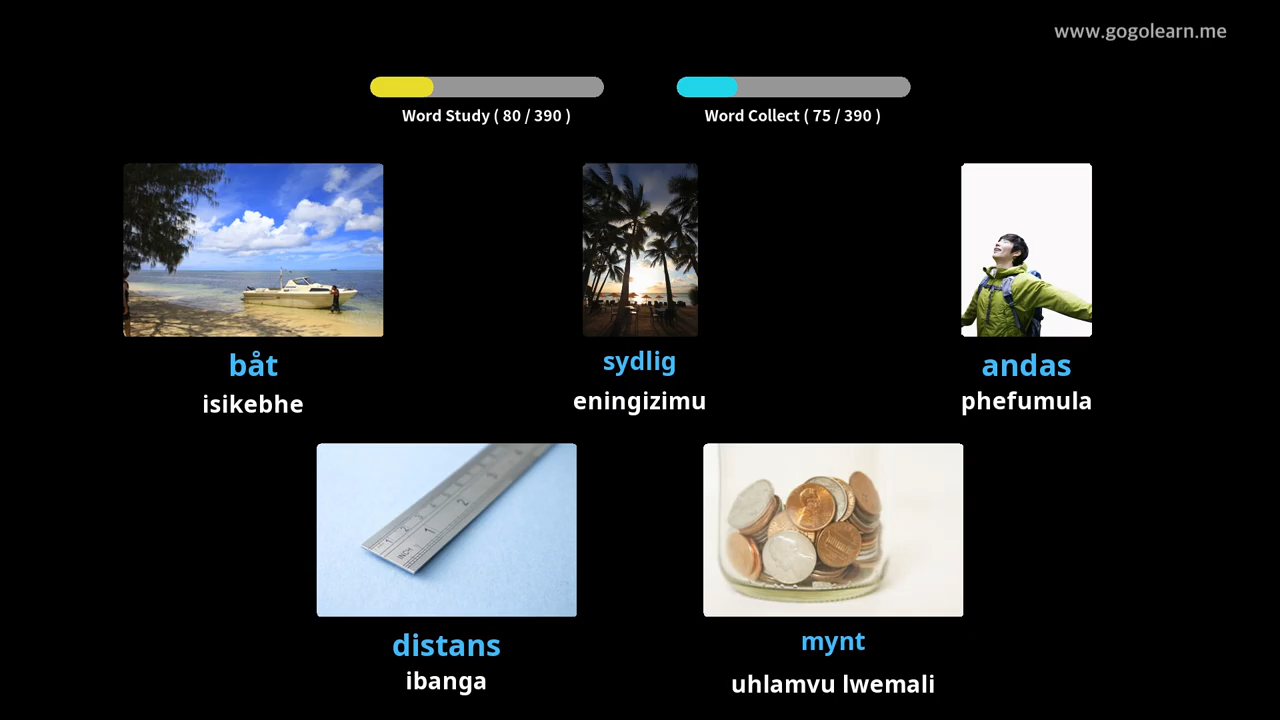 www.gogolearn.me
Word Study ( 80 / 390 )
Word Collect ( 75 / 390 )
båt
isikebhe
sydlig
eningizimu
andas
phefumula
distans
ibanga
mynt
uhlamvu lwemali